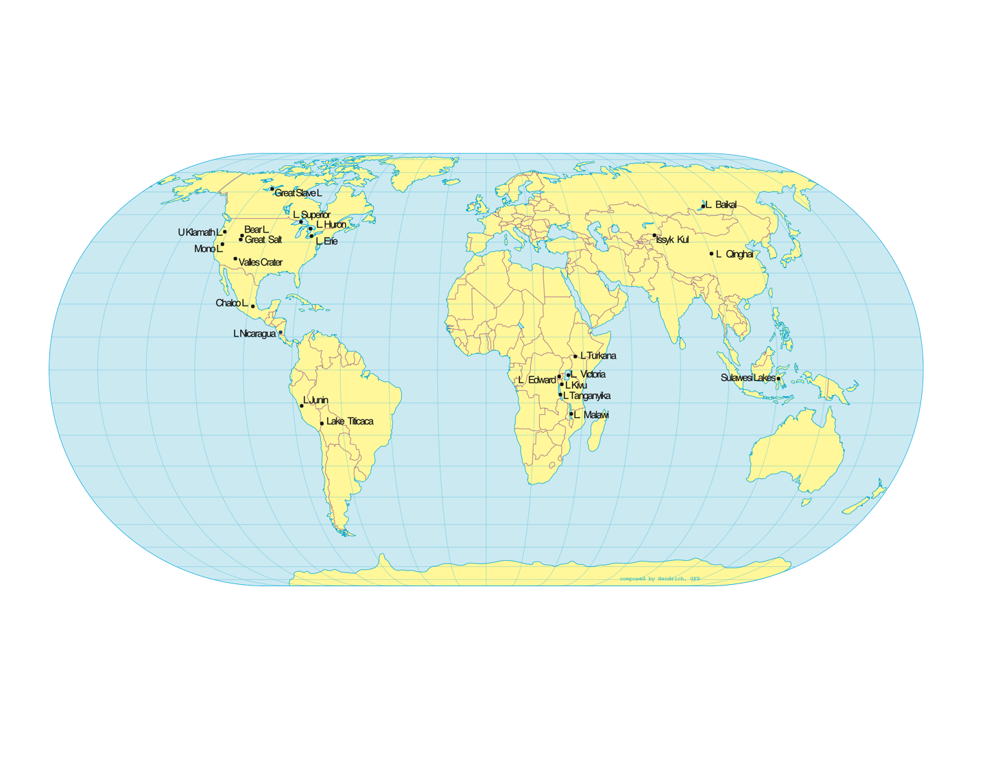 Great Slave L
L Baikal
L Superior
L Huron
U Klamath L
Bear L
Great Salt
L Erie
Issyk Kul
Mono L
L Qinghai
Valles Crater
Chalco L
L Nicaragua
L Turkana
L Victoria
L Edward
Sulawesi Lakes
L Kivu
L Tanganyika
L Junin
L Malawi
Lake Titicaca
composed by Hendrich, GFZ